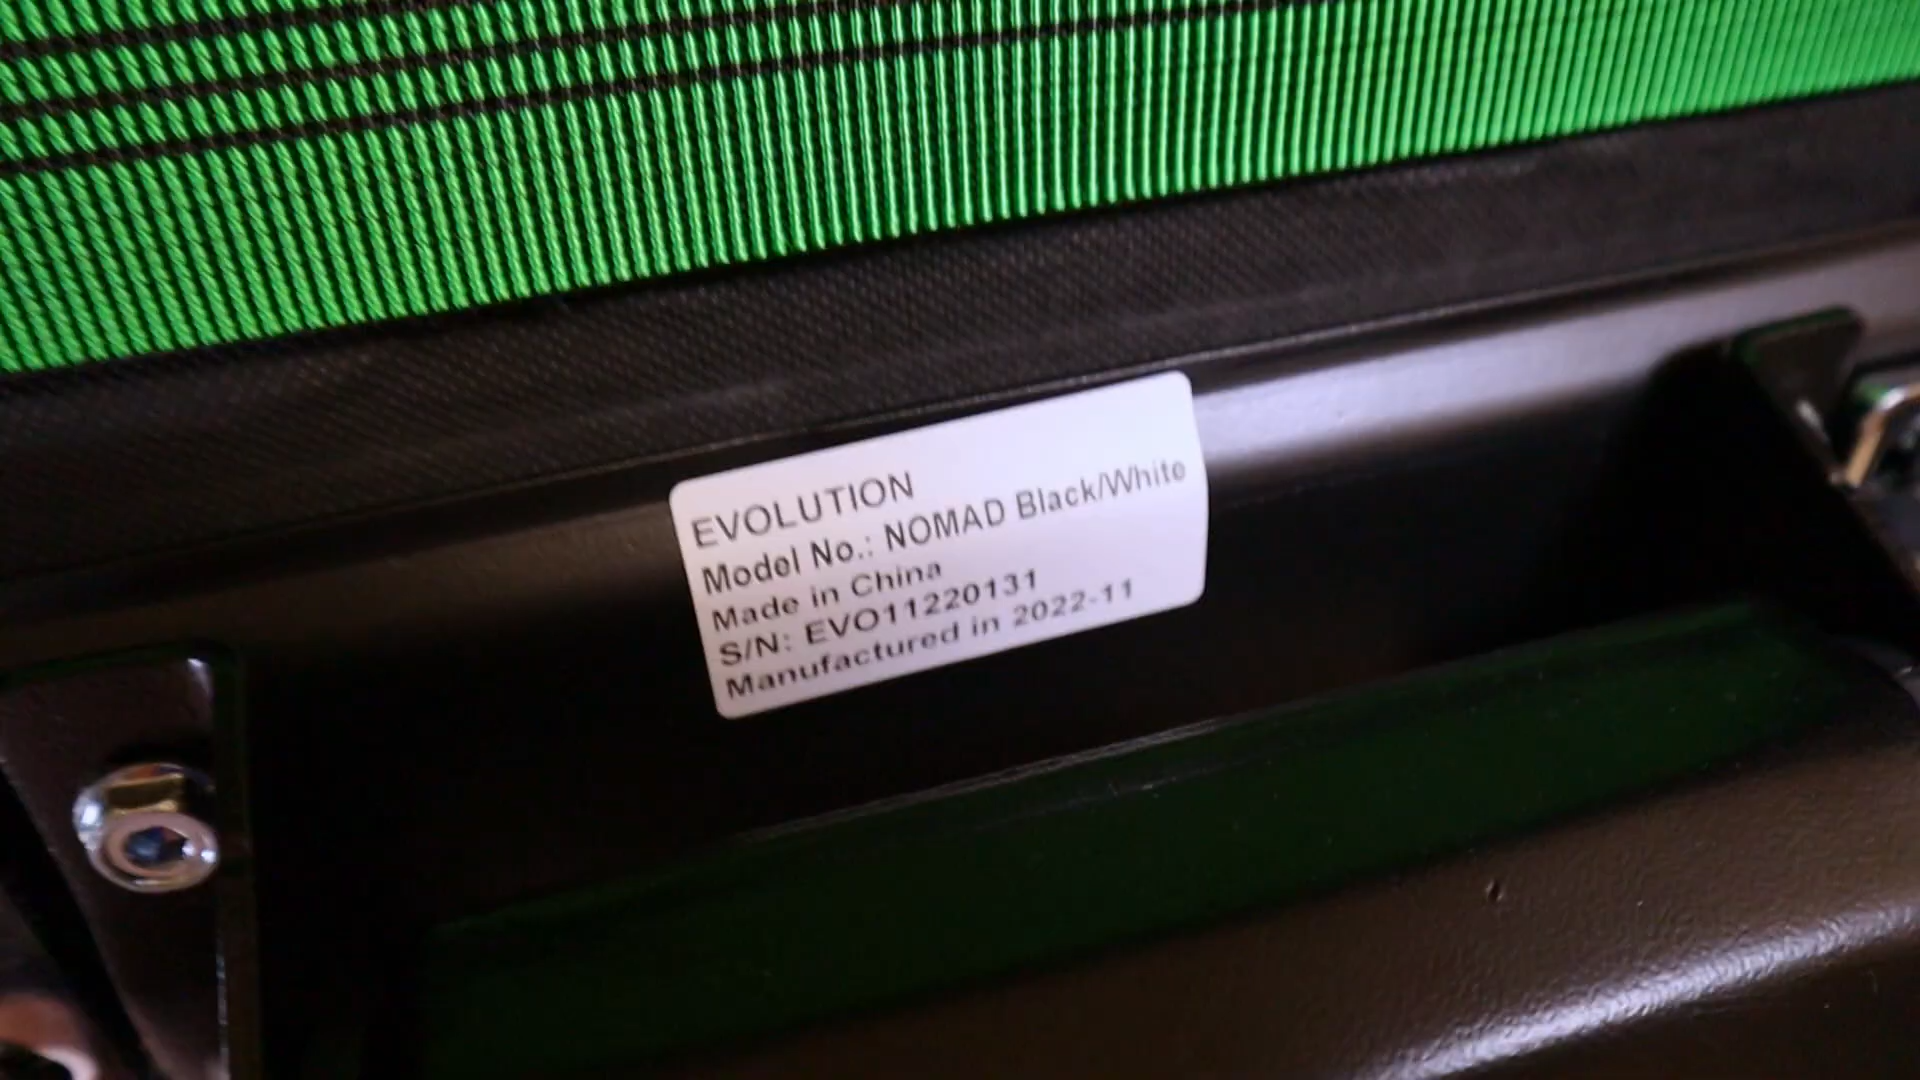 EVOLUTION
Model No.: NOMAD Black/White
Made in China
S/N: EVO11220131
Manufactured in 2022-11